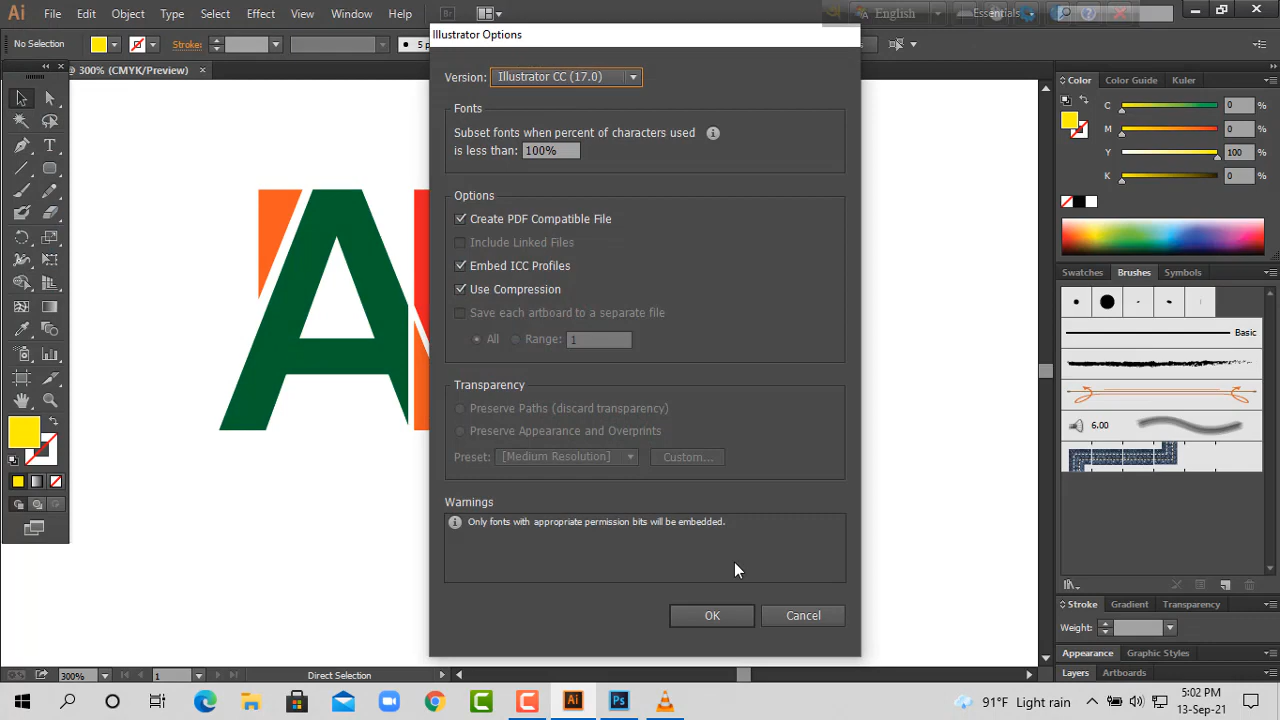 Ai
File
Edit
Object
Type
Select
Effect
View
Window
Help
Br
English
Essentials
No Selection
Stroke:
5 p
@ 300% (CMYK/Preview)
Illustrator Options
Version:
Illustrator CC (17.0)
Fonts
Subset fonts when percent of characters used
is less than:
100%
Options
Create PDF Compatible File
Include Linked Files
Embed ICC Profiles
Use Compression
Save each artboard to a separate file
All
Range:
1
Transparency
Preserve Paths (discard transparency)
Preserve Appearance and Overprints
Preset:
[Medium Resolution]
Custom...
Warnings
Only fonts with appropriate permission bits will be embedded.
OK
Cancel
A
Color
Color Guide
Kuler
C
0
%
M
0
%
Y
100
%
K
0
%
Swatches
Brushes
Symbols
Basic
6.00
Stroke
Gradient
Transparency
Weight:
Appearance
Graphic Styles
Layers
Artboards
300%
1
Direct Selection
Ai
Ps
91°F Light rain
5:02 PM
13-Sep-21